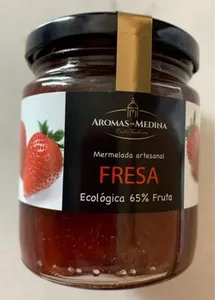 AROMAS DE MEDINA
Mermelada artesanal
FRESA
Ecológica 65% Fruta